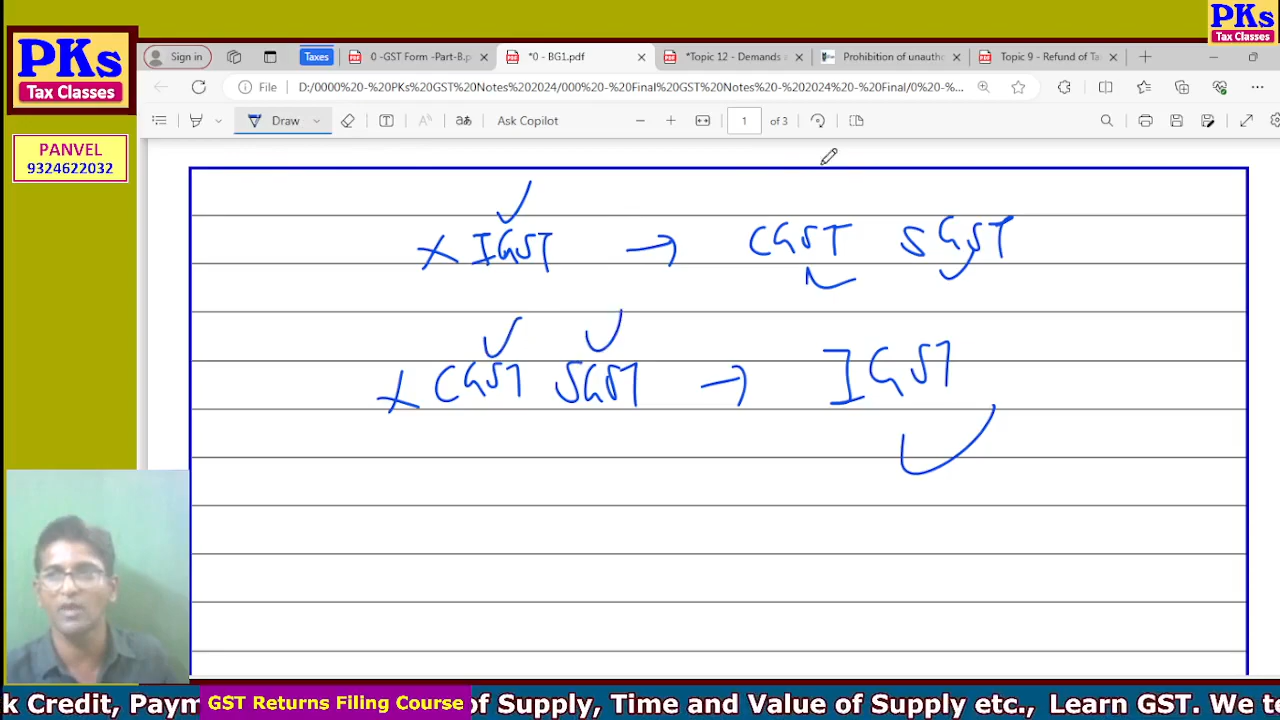 PKs
Tax Classes
PKs
Tax Classes
PANVEL
9324622032
Sign in
Taxes
0 -GST Form -Part-B.p
*0 - BG1.pdf
*Topic 12 - Demands a
Prohibition of unautho
Topic 9 - Refund of Ta
File
D:/0000%20-%20PKs%20GST%20Notes%202024/000%20-%20Final%20GST%20Notes%20%202024%20-%20Final/0%20-%...
Draw
Ask Copilot
1 of 3
X IGST → CGST SGST
X CGST SGST → IGST
k Credit, Paym
GST Returns Filing Course
of Supply, Time and Value of Supply etc., Learn GST. We te